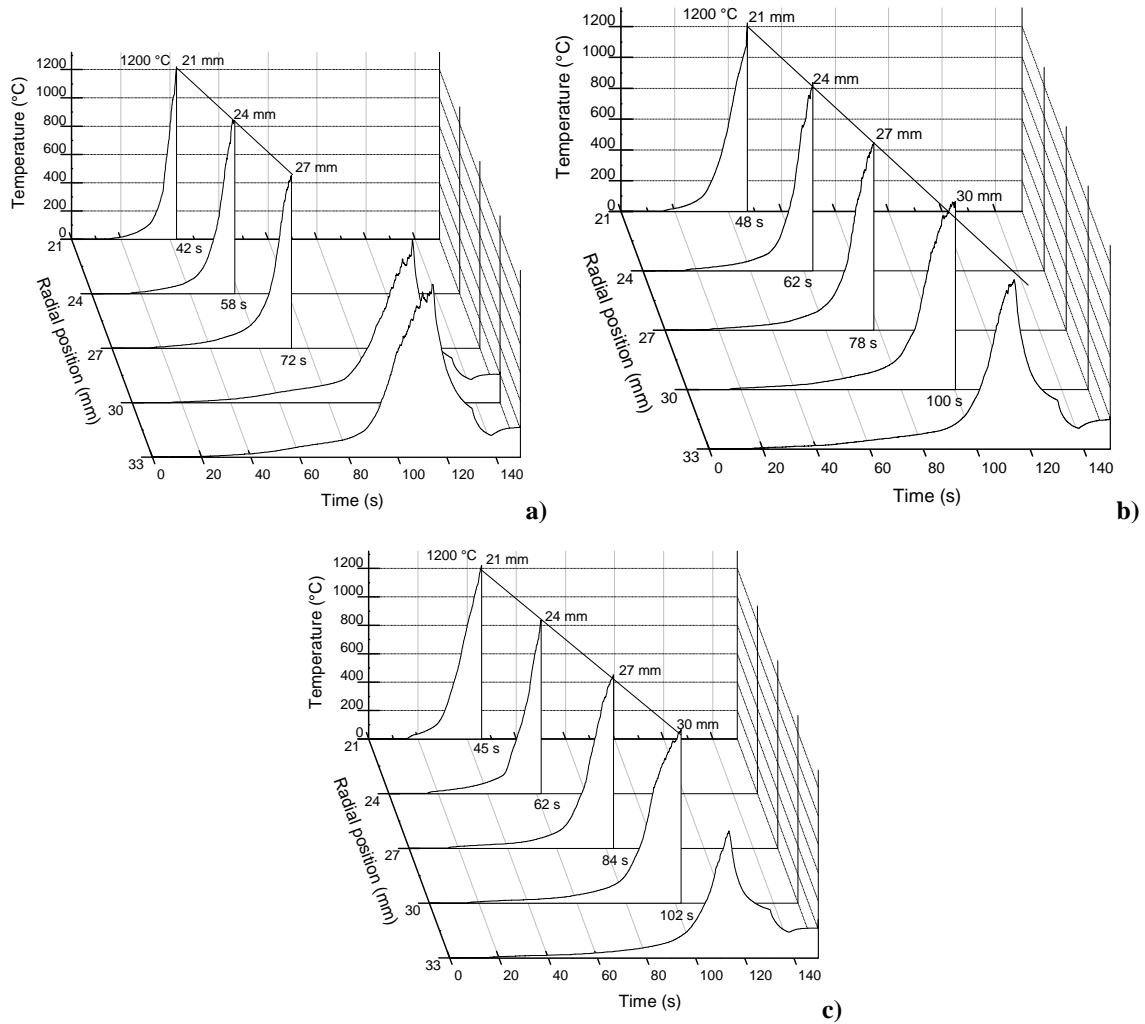 1200 °C 21 mm
1200
1000
800
600
400
200
0
Temperature (°C)
24 mm
27 mm
42 s
58 s
72 s
21
24
27
30
33
Radial position (mm)
0 20 40 60 80 100 120 140
Time (s)
a)
1200 °C 21 mm
1200
1000
800
600
400
200
0
Temperature (°C)
24 mm
27 mm
30 mm
48 s
62 s
78 s
100 s
21
24
27
30
33
Radial position (mm)
0 20 40 60 80 100 120 140
Time (s)
b)
1200 °C 21 mm
1200
1000
800
600
400
200
0
Temperature (°C)
24 mm
27 mm
30 mm
45 s
62 s
84 s
102 s
21
24
27
30
33
Radial position (mm)
0 20 40 60 80 100 120 140
Time (s)
c)